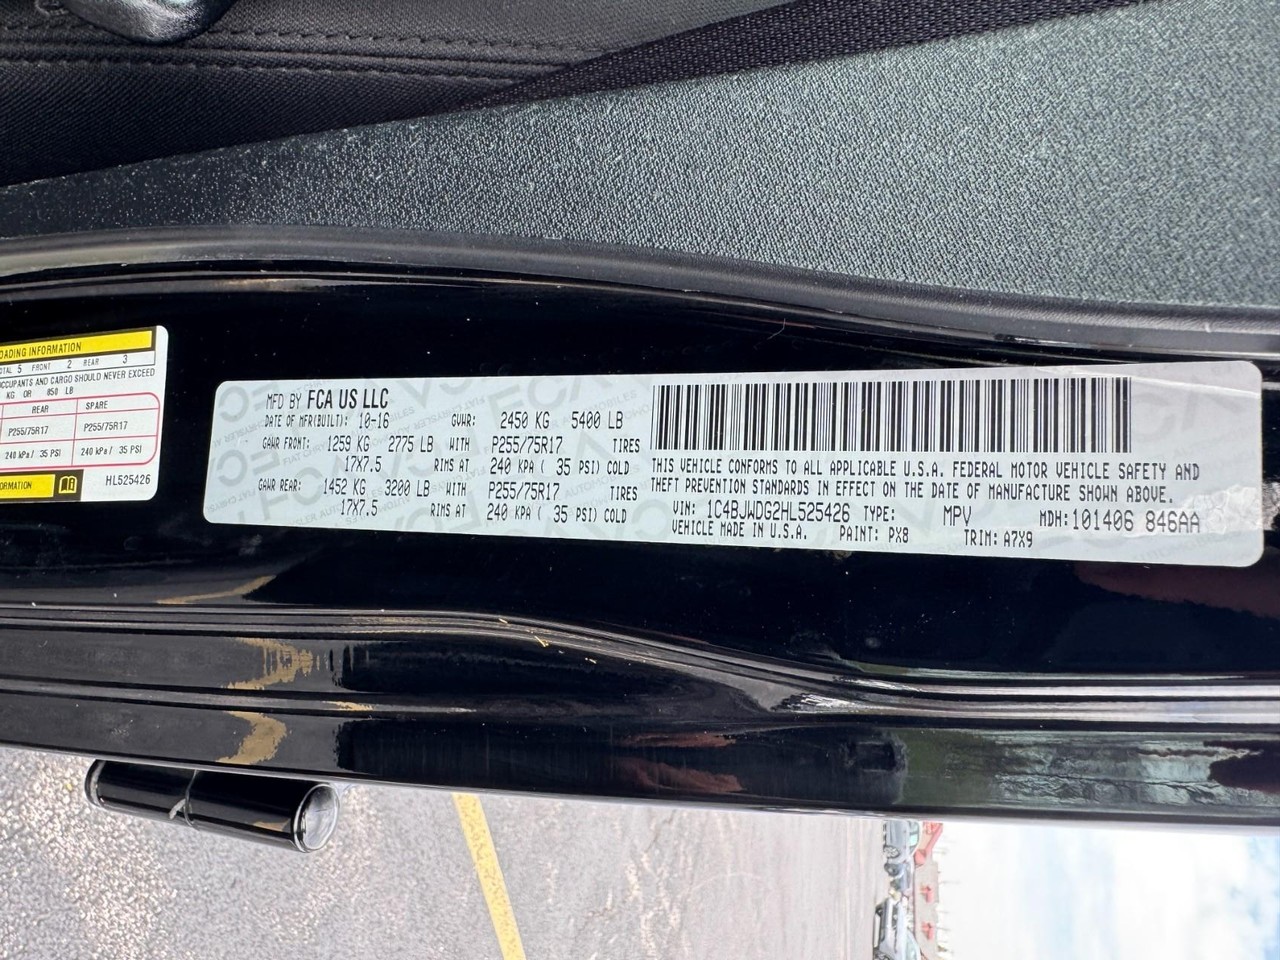 OADING INFORMATION
OTAL 5 FRONT 2 REAR 3
OCCUPANTS AND CARGO SHOULD NEVER EXCEED
KG OR 850 LB
REAR SPARE
P255/75R17 P255/75R17
240 kPa/ 35 PSI 240 kPa/ 35 PSI
ORMATION
HL525426
MFD BY FCA US LLC
DATE OF MFR(BUILT): 10-16 GVWR: 2450 KG 5400 LB
GAWR FRONT: 1259 KG 2775 LB WITH P255/75R17 TIRES
17X7.5 RIMS AT 240 KPA ( 35 PSI) COLD
GAWR REAR: 1452 KG 3200 LB WITH P255/75R17 TIRES
17X7.5 RIMS AT 240 KPA ( 35 PSI) COLD
THIS VEHICLE CONFORMS TO ALL APPLICABLE U.S.A. FEDERAL MOTOR VEHICLE SAFETY AND
THEFT PREVENTION STANDARDS IN EFFECT ON THE DATE OF MANUFACTURE SHOWN ABOVE.
VIN: 1C4BJWDG2HL525426 TYPE: MPV MDH: 101406 846AA
VEHICLE MADE IN U.S.A. PAINT: PX8 TRIM: A7X9